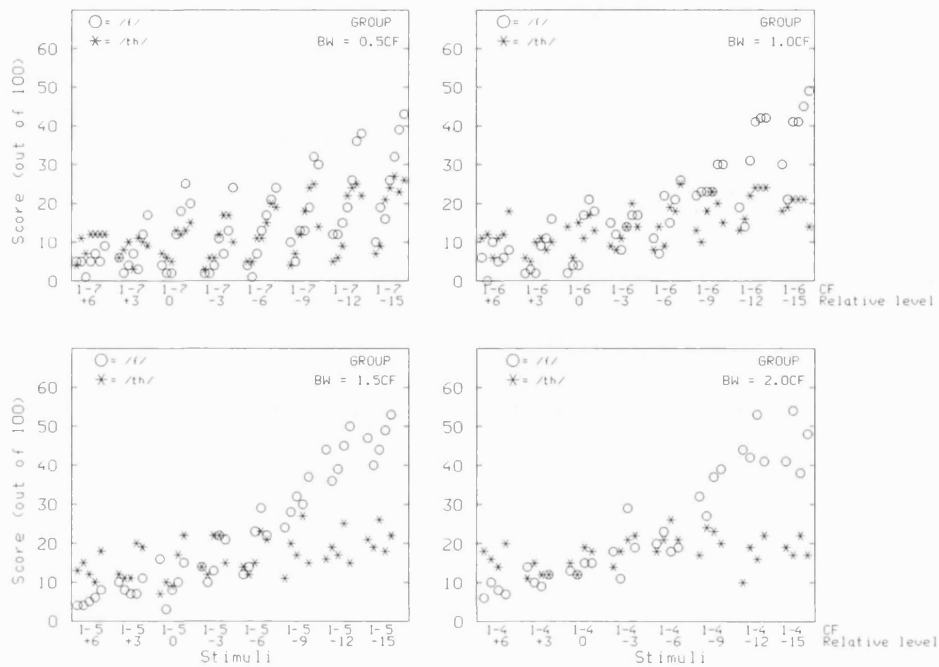 ○= /f/ GROUP
*= /th/ BW = 0.5CF
Score (out of 100)
60
50
40
30
20
10
0
1-7 1-7 1-7 1-7 1-7 1-7 1-7 1-7
+6 +3 0 -3 -6 -9 -12 -15
○= /f/ GROUP
*= /th/ BW = 1.0CF
60
50
40
30
20
10
0
1-6 1-6 1-6 1-6 1-6 1-6 1-6 1-6 CF
+6 +3 0 -3 -6 -9 -12 -15 Relative level
○= /f/ GROUP
*= /th/ BW = 1.5CF
Score (out of 100)
60
50
40
30
20
10
0
1-5 1-5 1-5 1-5 1-5 1-5 1-5 1-5
+6 +3 0 -3 -6 -9 -12 -15
Stimuli
○= /f/ GROUP
*= /th/ BW = 2.0CF
60
50
40
30
20
10
0
1-4 1-4 1-4 1-4 1-4 1-4 1-4 1-4 CF
+6 +3 0 -3 -6 -9 -12 -15 Relative level
Stimuli